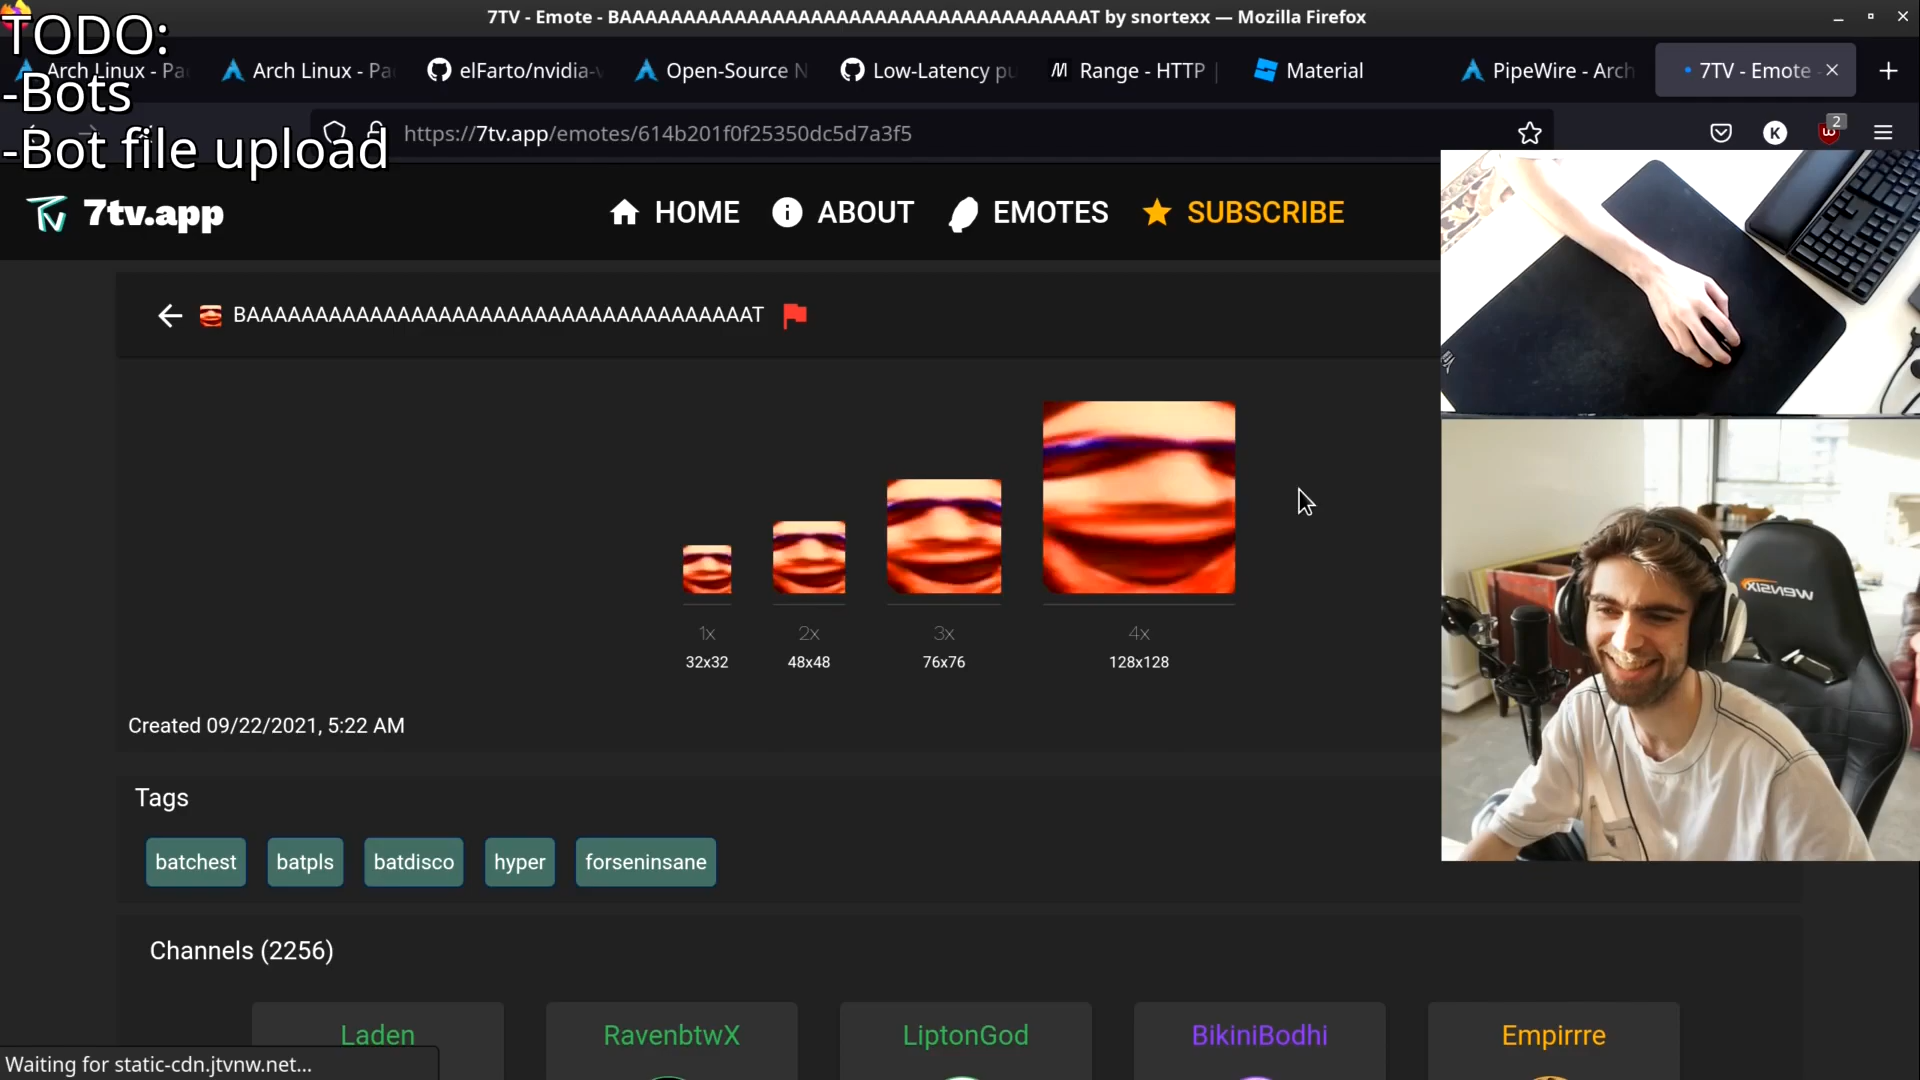 7TV - Emote - BAAAAAAAAAAAAAAAAAAAAAAAAAAAAAAAAAAAAAT by snortexx — Mozilla Firefox
TODO:
-Bots
-Bot file upload
Arch Linux - Pa
Arch Linux - Pa
elFarto/nvidia-v
Open-Source N
Low-Latency pu
Range - HTTP |
Material
PipeWire - Arch
7TV - Emote -
https://7tv.app/emotes/614b201f0f25350dc5d7a3f5
K
2
7tv.app
HOME
ABOUT
EMOTES
SUBSCRIBE
BAAAAAAAAAAAAAAAAAAAAAAAAAAAAAAAAAAAAAT
1x
2x
3x
4x
32x32
48x48
76x76
128x128
WENSIX
Created 09/22/2021, 5:22 AM
Tags
batchest
batpls
batdisco
hyper
forseninsane
Channels (2256)
Laden
RavenbtwX
LiptonGod
BikiniBodhi
Empirrre
Waiting for static-cdn.jtvnw.net...